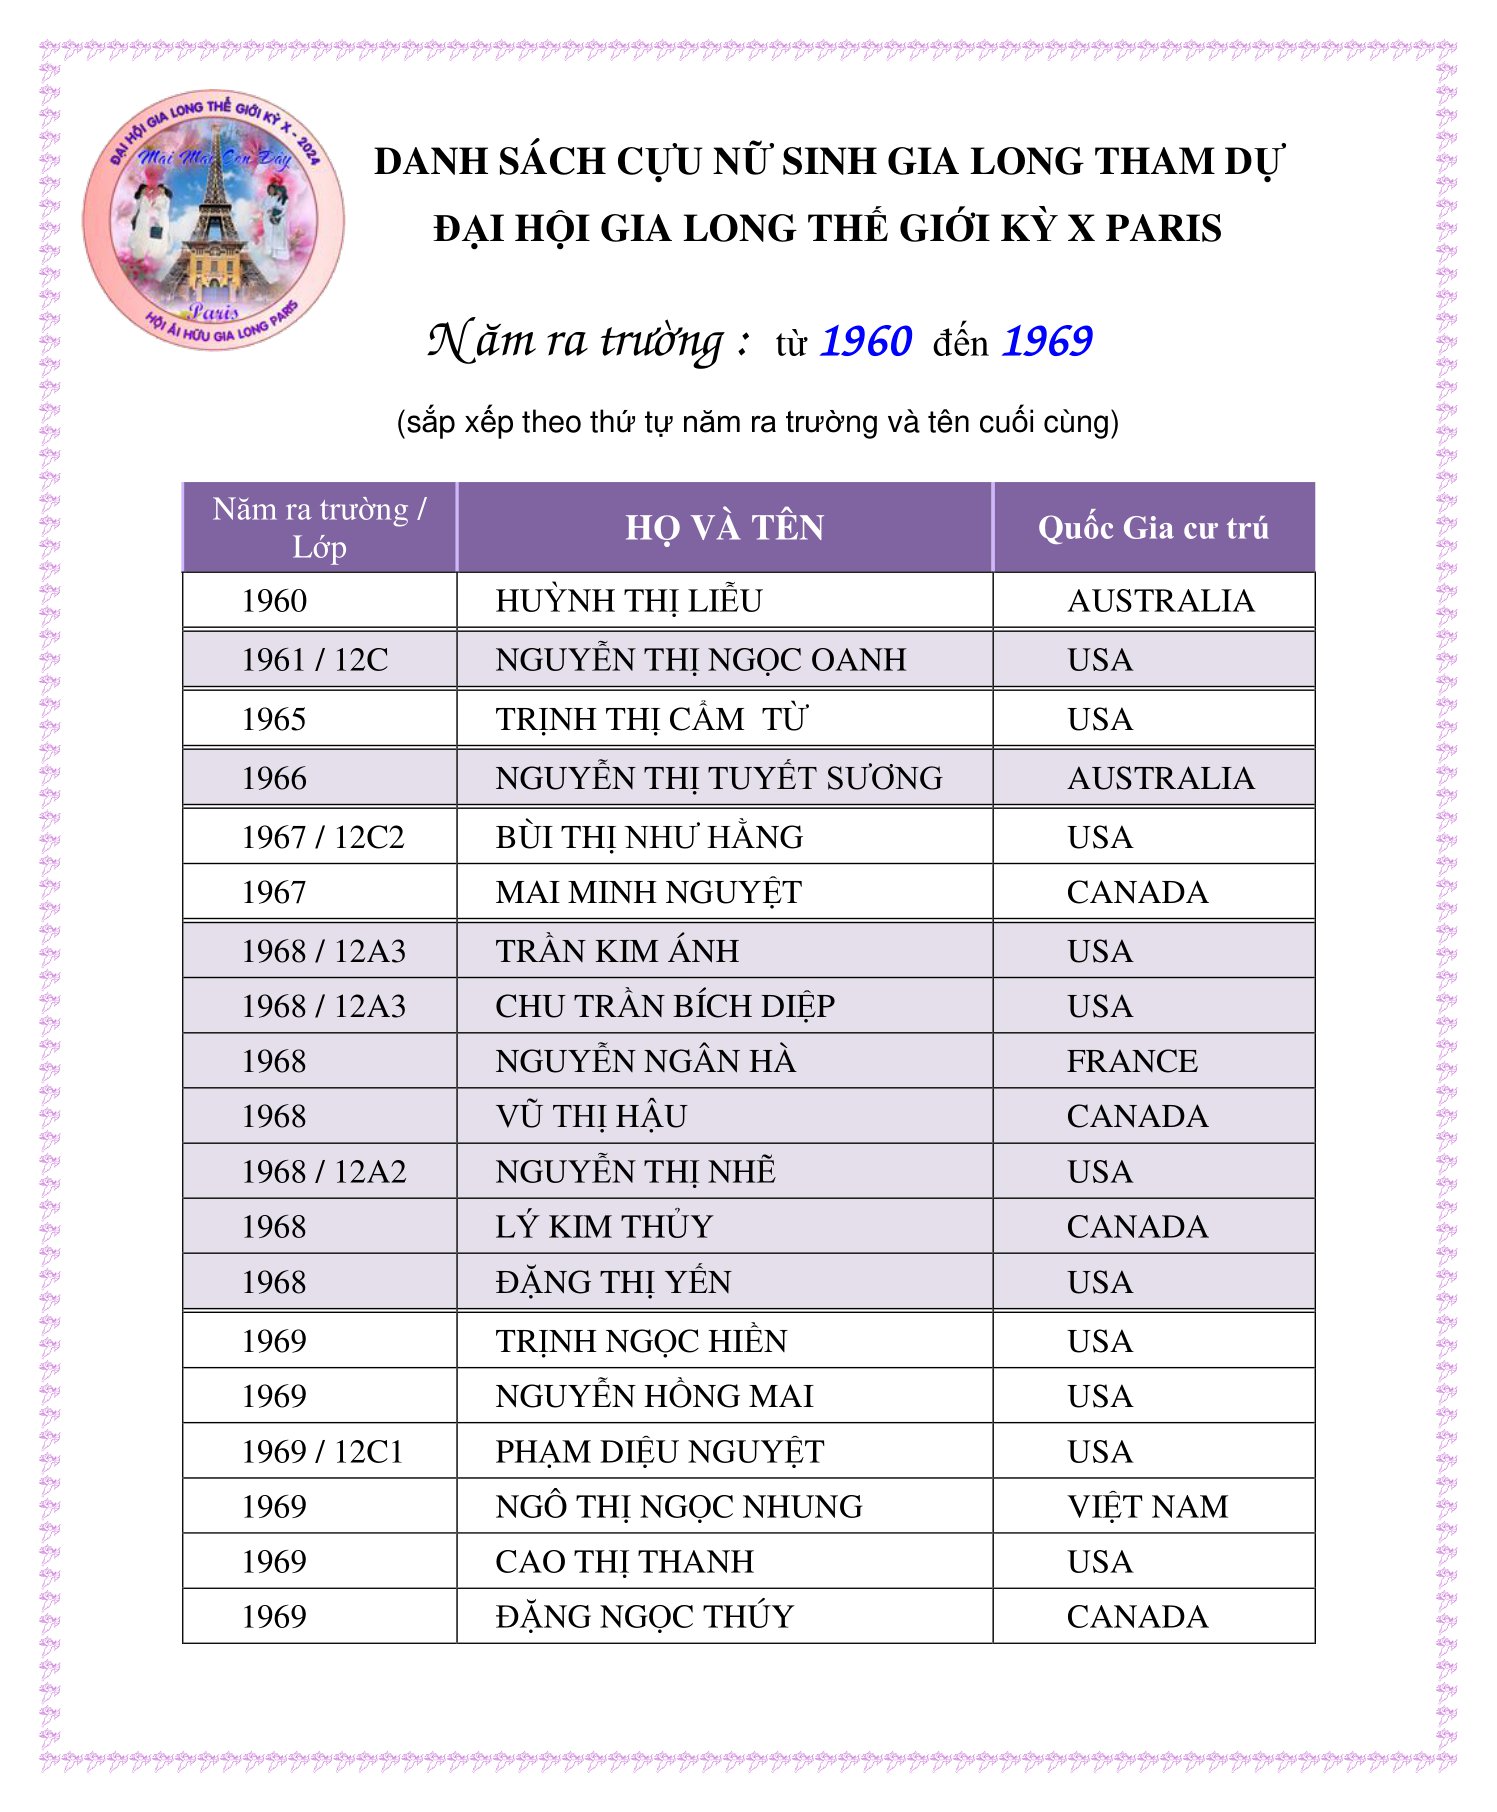 ĐẠI HỘI GIA LONG THẾ GIỚI KỲ X - 2024
Mãi Mãi Còn Đây
Paris
HỘI ÁI HỮU GIA LONG PARIS
DANH SÁCH CỰU NỮ SINH GIA LONG THAM DỰ
ĐẠI HỘI GIA LONG THẾ GIỚI KỲ X PARIS
Năm ra trường : từ 1960 đến 1969
(sắp xếp theo thứ tự năm ra trường và tên cuối cùng)
Năm ra trường / Lớp HỌ VÀ TÊN Quốc Gia cư trú
1960 HUỲNH THỊ LIỄU AUSTRALIA
1961 / 12C NGUYỄN THỊ NGỌC OANH USA
1965 TRỊNH THỊ CẨM TỪ USA
1966 NGUYỄN THỊ TUYẾT SƯƠNG AUSTRALIA
1967 / 12C2 BÙI THỊ NHƯ HẰNG USA
1967 MAI MINH NGUYỆT CANADA
1968 / 12A3 TRẦN KIM ÁNH USA
1968 / 12A3 CHU TRẦN BÍCH DIỆP USA
1968 NGUYỄN NGÂN HÀ FRANCE
1968 VŨ THỊ HẬU CANADA
1968 / 12A2 NGUYỄN THỊ NHẼ USA
1968 LÝ KIM THỦY CANADA
1968 ĐẶNG THỊ YẾN USA
1969 TRỊNH NGỌC HIỀN USA
1969 NGUYỄN HỒNG MAI USA
1969 / 12C1 PHẠM DIỆU NGUYỆT USA
1969 NGÔ THỊ NGỌC NHUNG VIỆT NAM
1969 CAO THỊ THANH USA
1969 ĐẶNG NGỌC THÚY CANADA